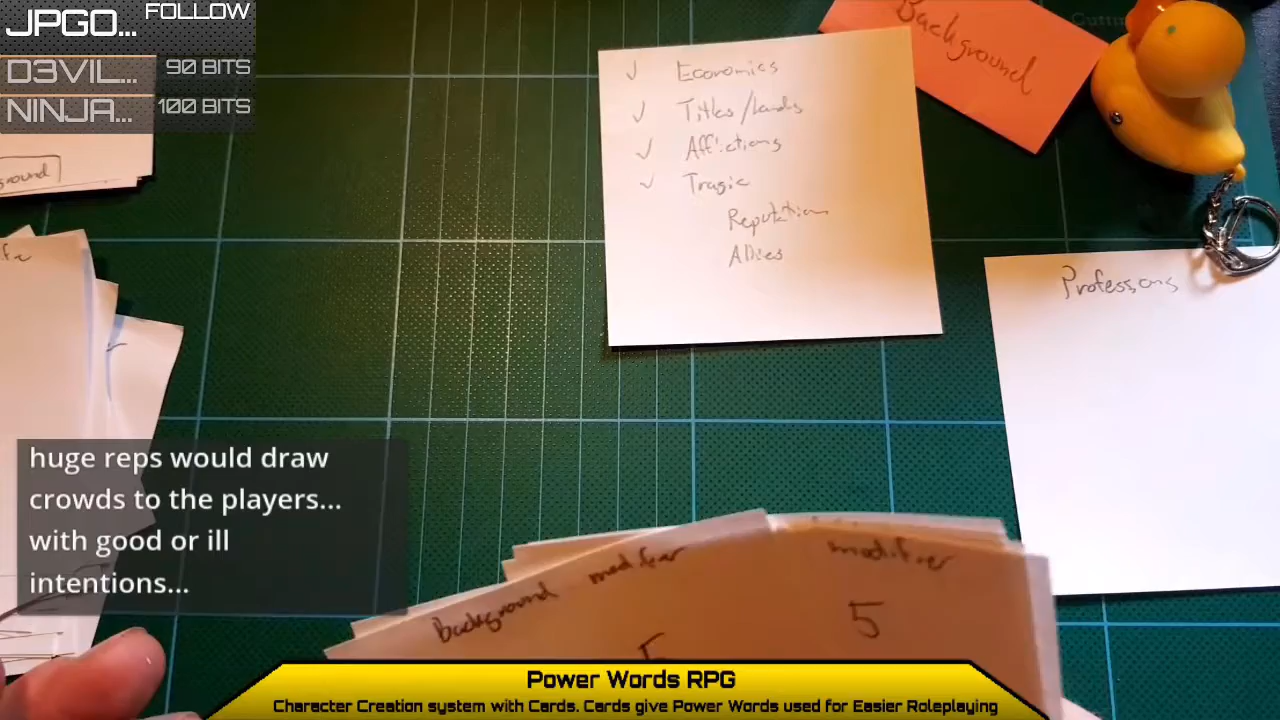 JPGO... FOLLOW
D3VIL... 90 BITS
NINJA... 100 BITS
Background
✓ Economics
✓ Titles/Lands
✓ Afflictions
✓ Tragic
Reputation
Allies
Professons
huge reps would draw
crowds to the players...
with good or ill
intentions...
Background modifier
5
modifier
5
Power Words RPG
Character Creation system with Cards. Cards give Power Words used for Easier Roleplaying